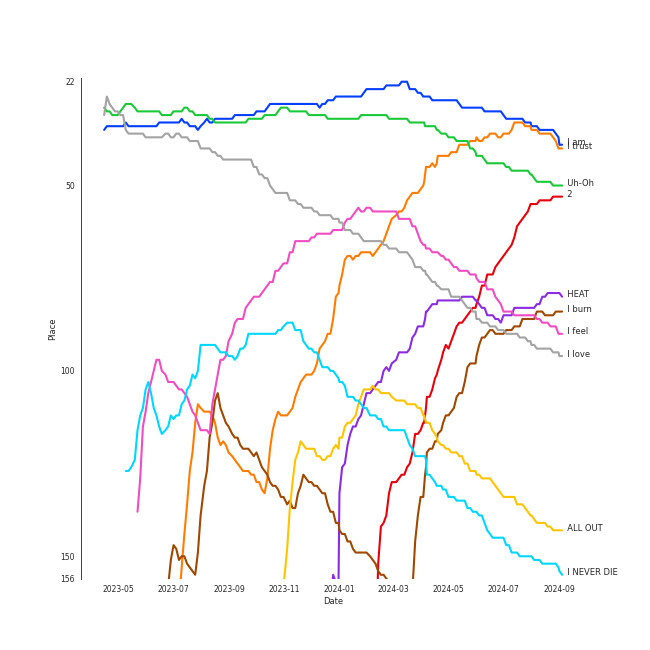 22
50
100
150
156
Place
2023-05
2023-07
2023-09
2023-11
2024-01
2024-03
2024-05
2024-07
2024-09
Date
I am
I trust
Uh-Oh
2
HEAT
I burn
I feel
I love
ALL OUT
I NEVER DIE